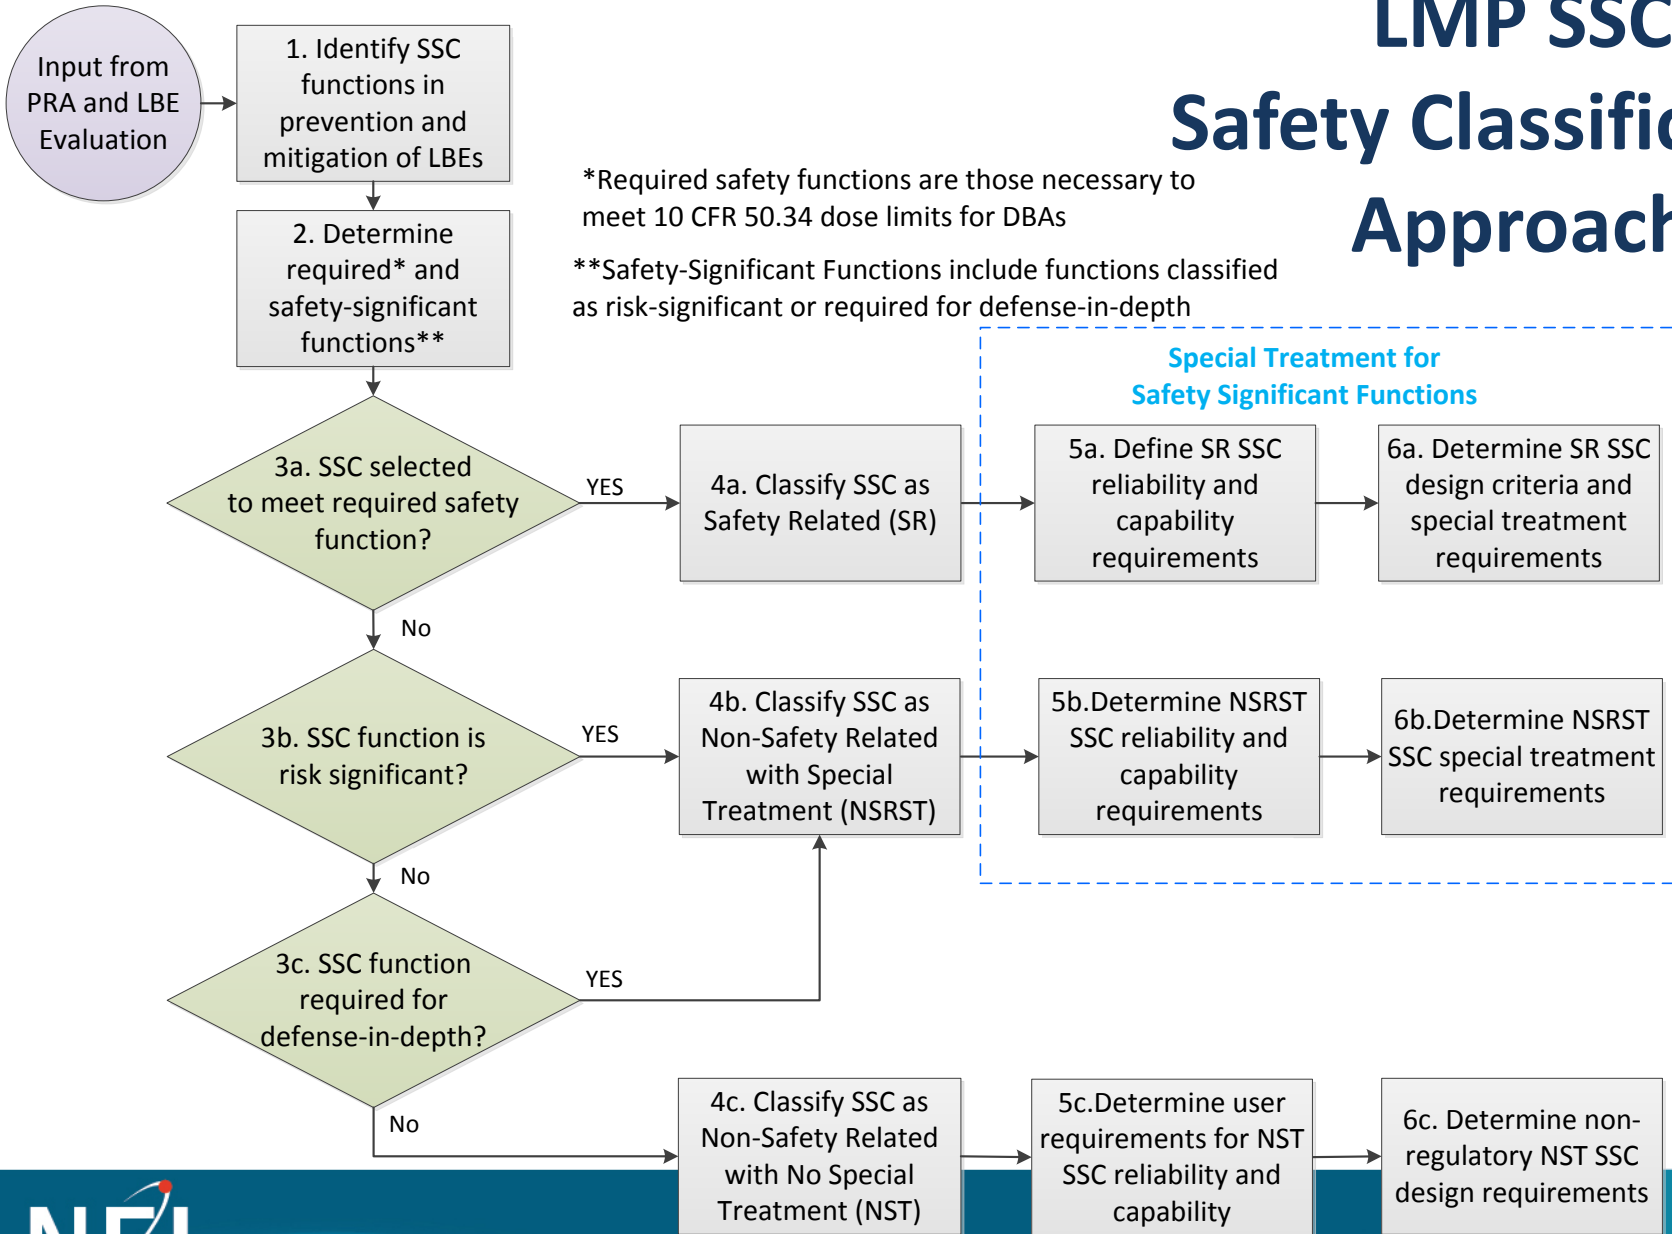 LMP SSC
Safety Classific
Approach
Input from
PRA and LBE
Evaluation
1. Identify SSC
functions in
prevention and
mitigation of LBEs
*Required safety functions are those necessary to
meet 10 CFR 50.34 dose limits for DBAs
2. Determine
required* and
safety-significant
functions**
**Safety-Significant Functions include functions classified
as risk-significant or required for defense-in-depth
Special Treatment for
Safety Significant Functions
3a. SSC selected
to meet required safety
function?
YES
4a. Classify SSC as
Safety Related (SR)
5a. Define SR SSC
reliability and
capability
requirements
6a. Determine SR SSC
design criteria and
special treatment
requirements
No
3b. SSC function is
risk significant?
YES
4b. Classify SSC as
Non-Safety Related
with Special
Treatment (NSRST)
5b.Determine NSRST
SSC reliability and
capability
requirements
6b.Determine NSRST
SSC special treatment
requirements
No
3c. SSC function
required for
defense-in-depth?
YES
No
4c. Classify SSC as
Non-Safety Related
with No Special
Treatment (NST)
5c.Determine user
requirements for NST
SSC reliability and
capability
6c. Determine non-
regulatory NST SSC
design requirements
NEI